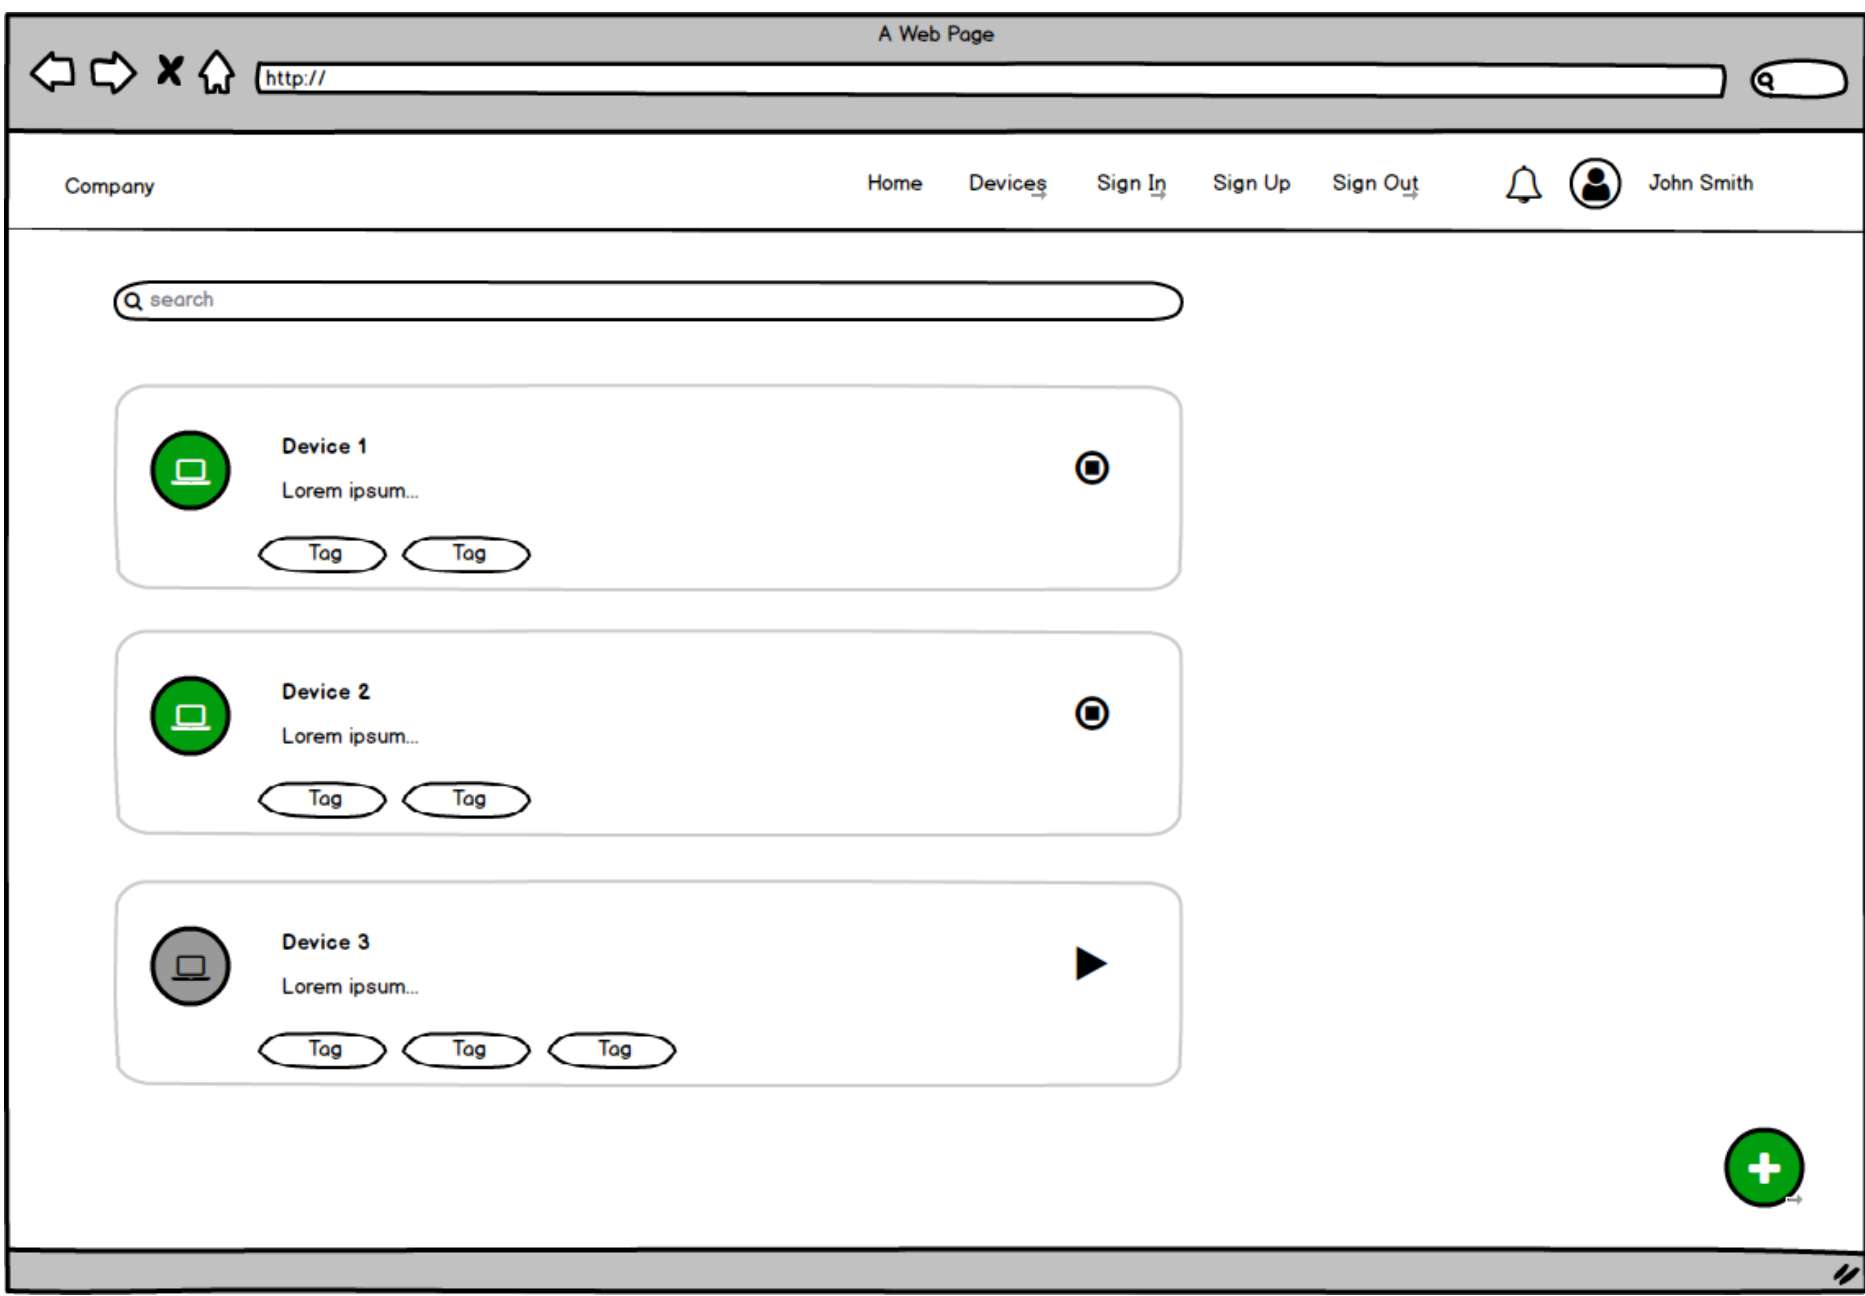 A Web Page
http://
Company Home Devices Sign In Sign Up Sign Out John Smith
search
Device 1
Lorem ipsum...
Tag Tag
Device 2
Lorem ipsum...
Tag Tag
Device 3
Lorem ipsum...
Tag Tag Tag